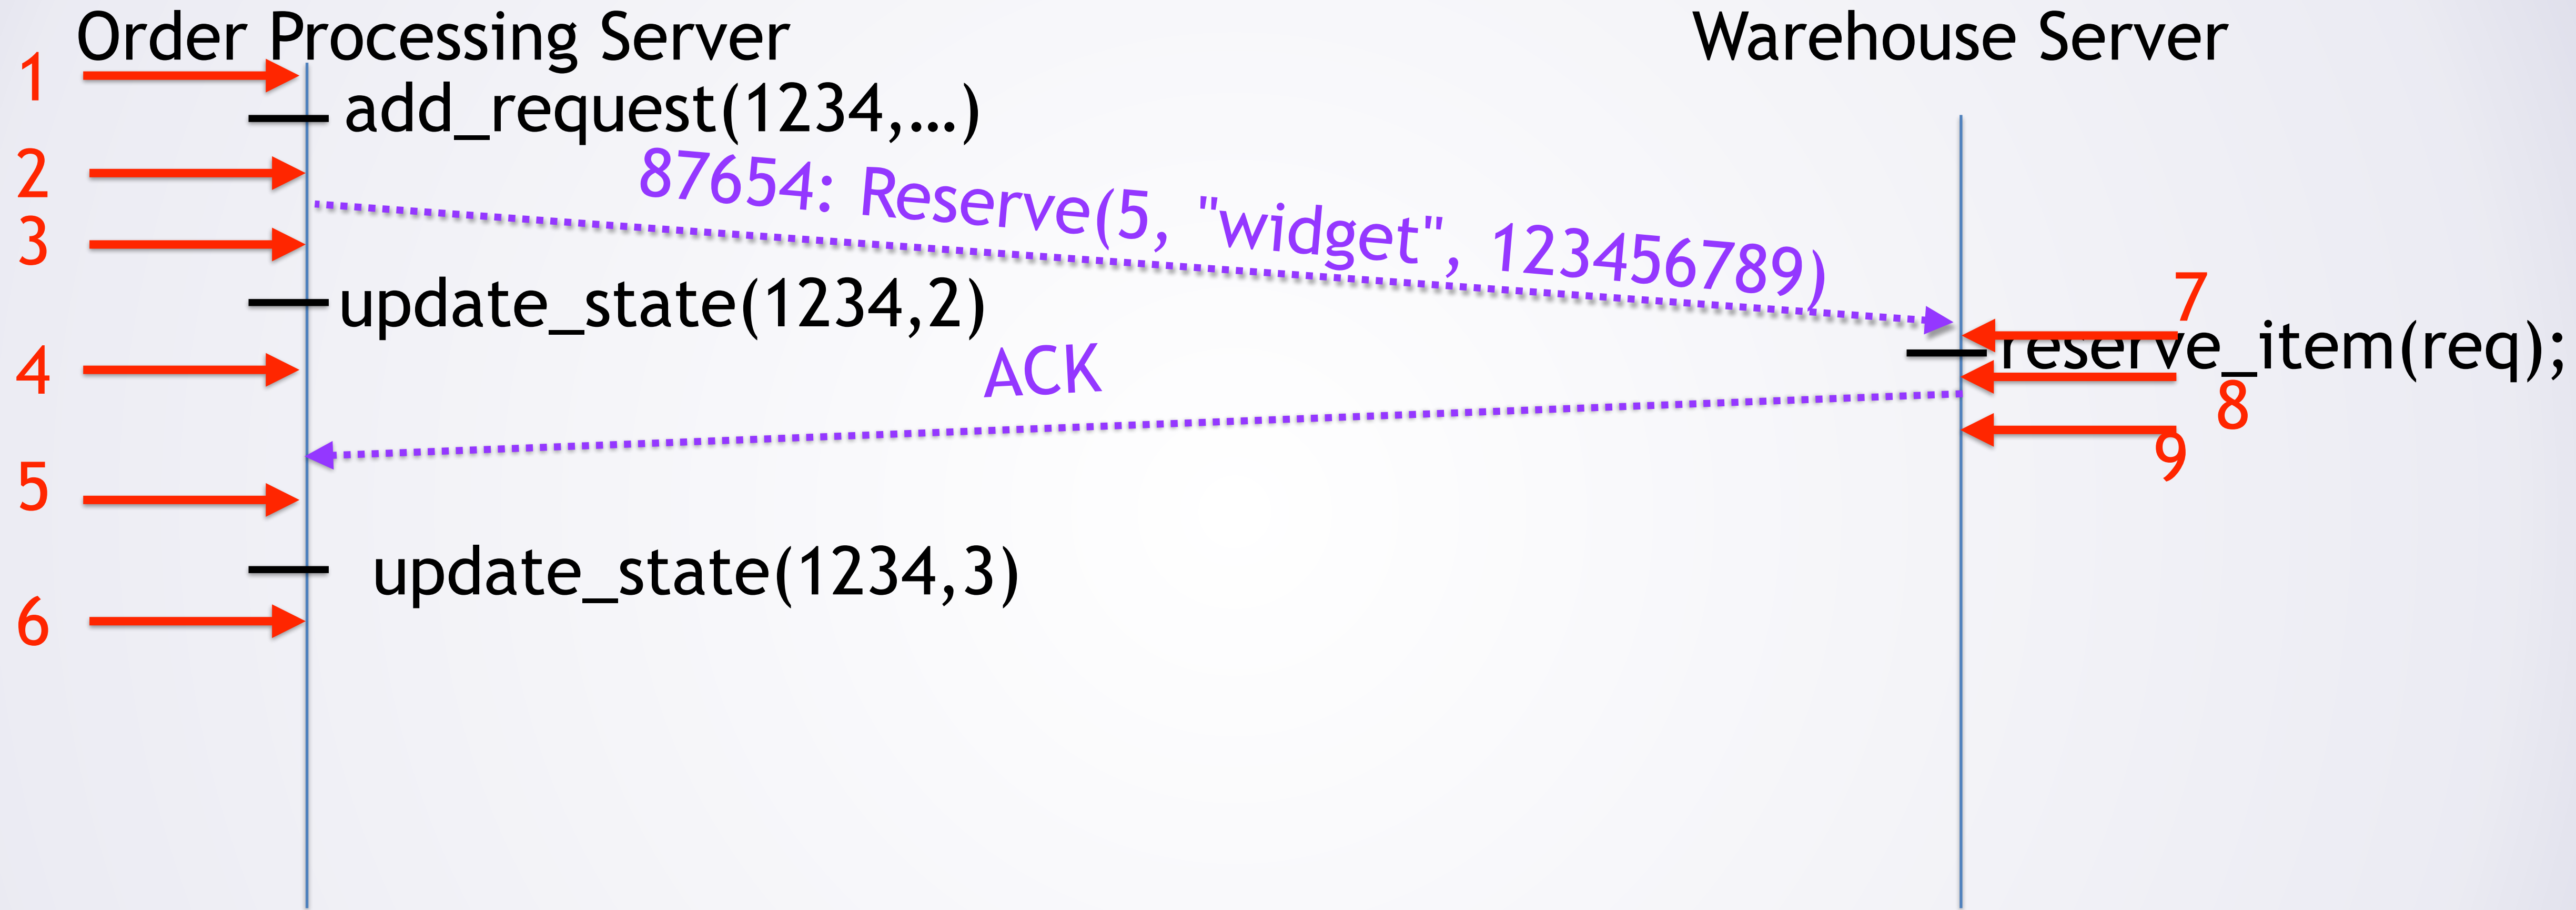 Order Processing Server
Warehouse Server
1
add_request(1234,…)
2
87654: Reserve(5, "widget", 123456789)
3
update_state(1234,2)
7
reserve_item(req);
4
ACK
8
9
5
update_state(1234,3)
6